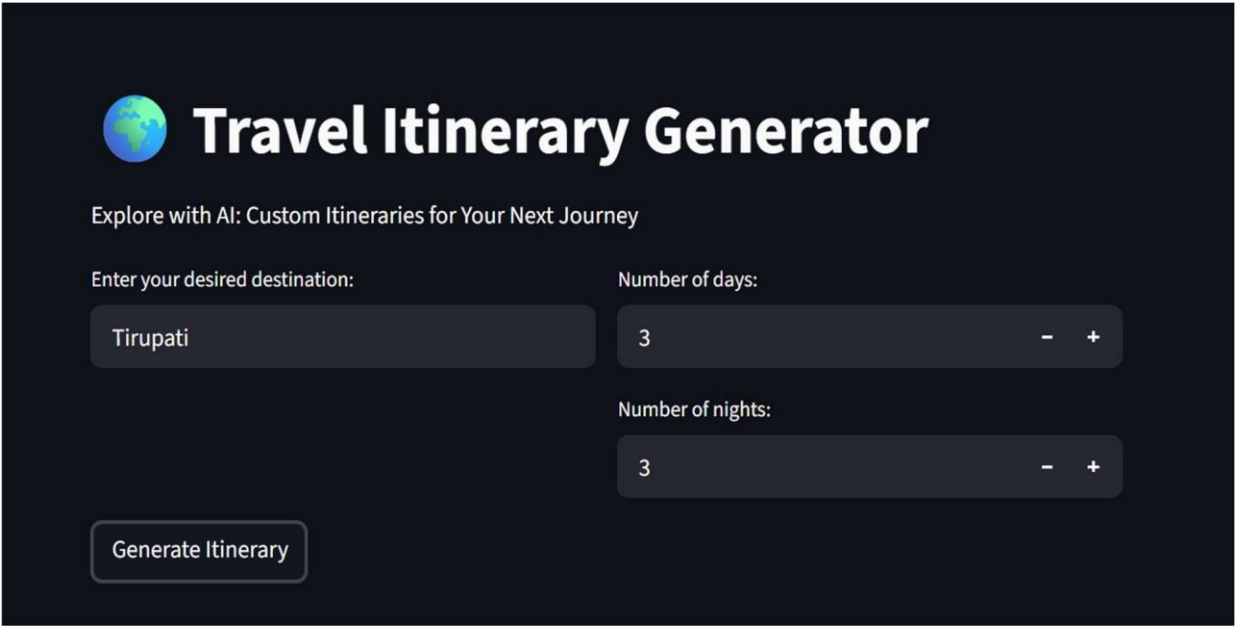 Travel Itinerary Generator
Explore with AI: Custom Itineraries for Your Next Journey
Enter your desired destination:
Tirupati
Number of days:
3 - +
Number of nights:
3 - +
Generate Itinerary